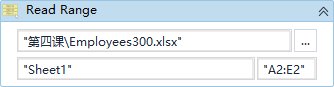 Read Range
"第四课\Employees300.xlsx" ...
"Sheet1" "A2:E2"